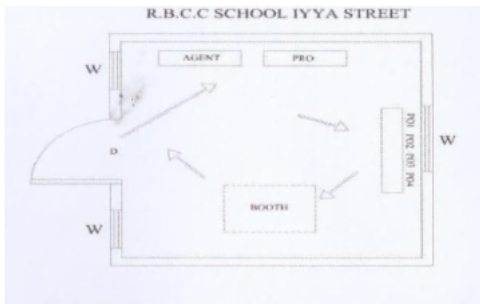 R.B.C.C SCHOOL IYYA STREET
AGENT
PRO
W
W
PO1 PO2 PO3 PO4
D
BOOTH
W